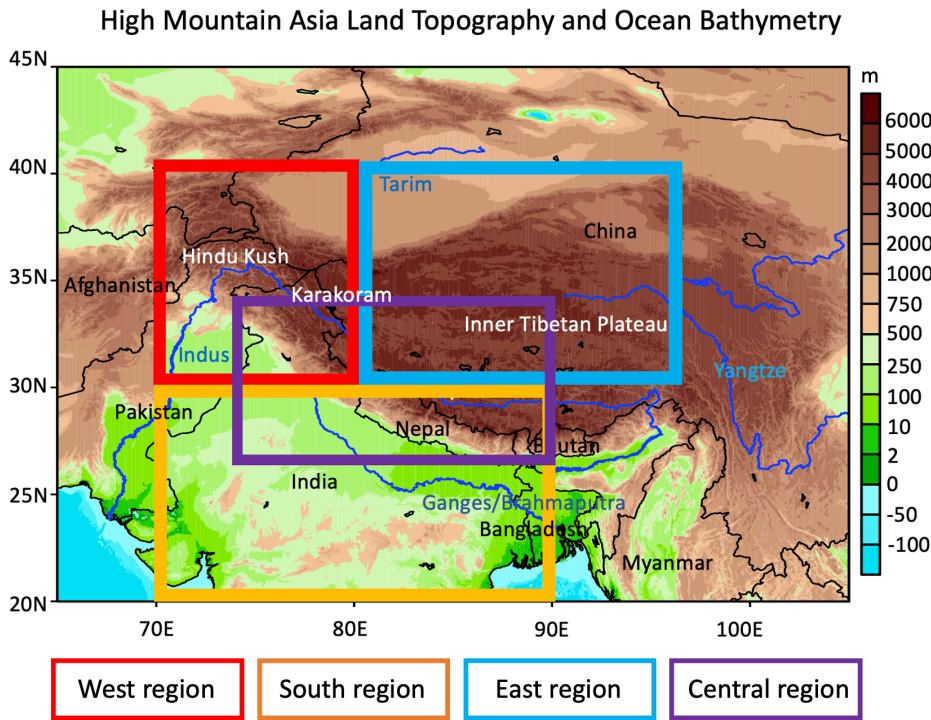 High Mountain Asia Land Topography and Ocean Bathymetry
45N
m
6000
40N
5000
Tarim
4000
China
3000
Hindu Kush
2000
35N
Afghanistan
1000
Karakoram
750
Inner Tibetan Plateau
500
Indus
250
Yangtze
30N
100
Pakistan
Nepal
10
Bhutan
2
India
0
25N
Ganges/Brahmaputra
-50
Bangladesh
-100
Myanmar
20N
70E
80E
90E
100E
West region
South region
East region
Central region